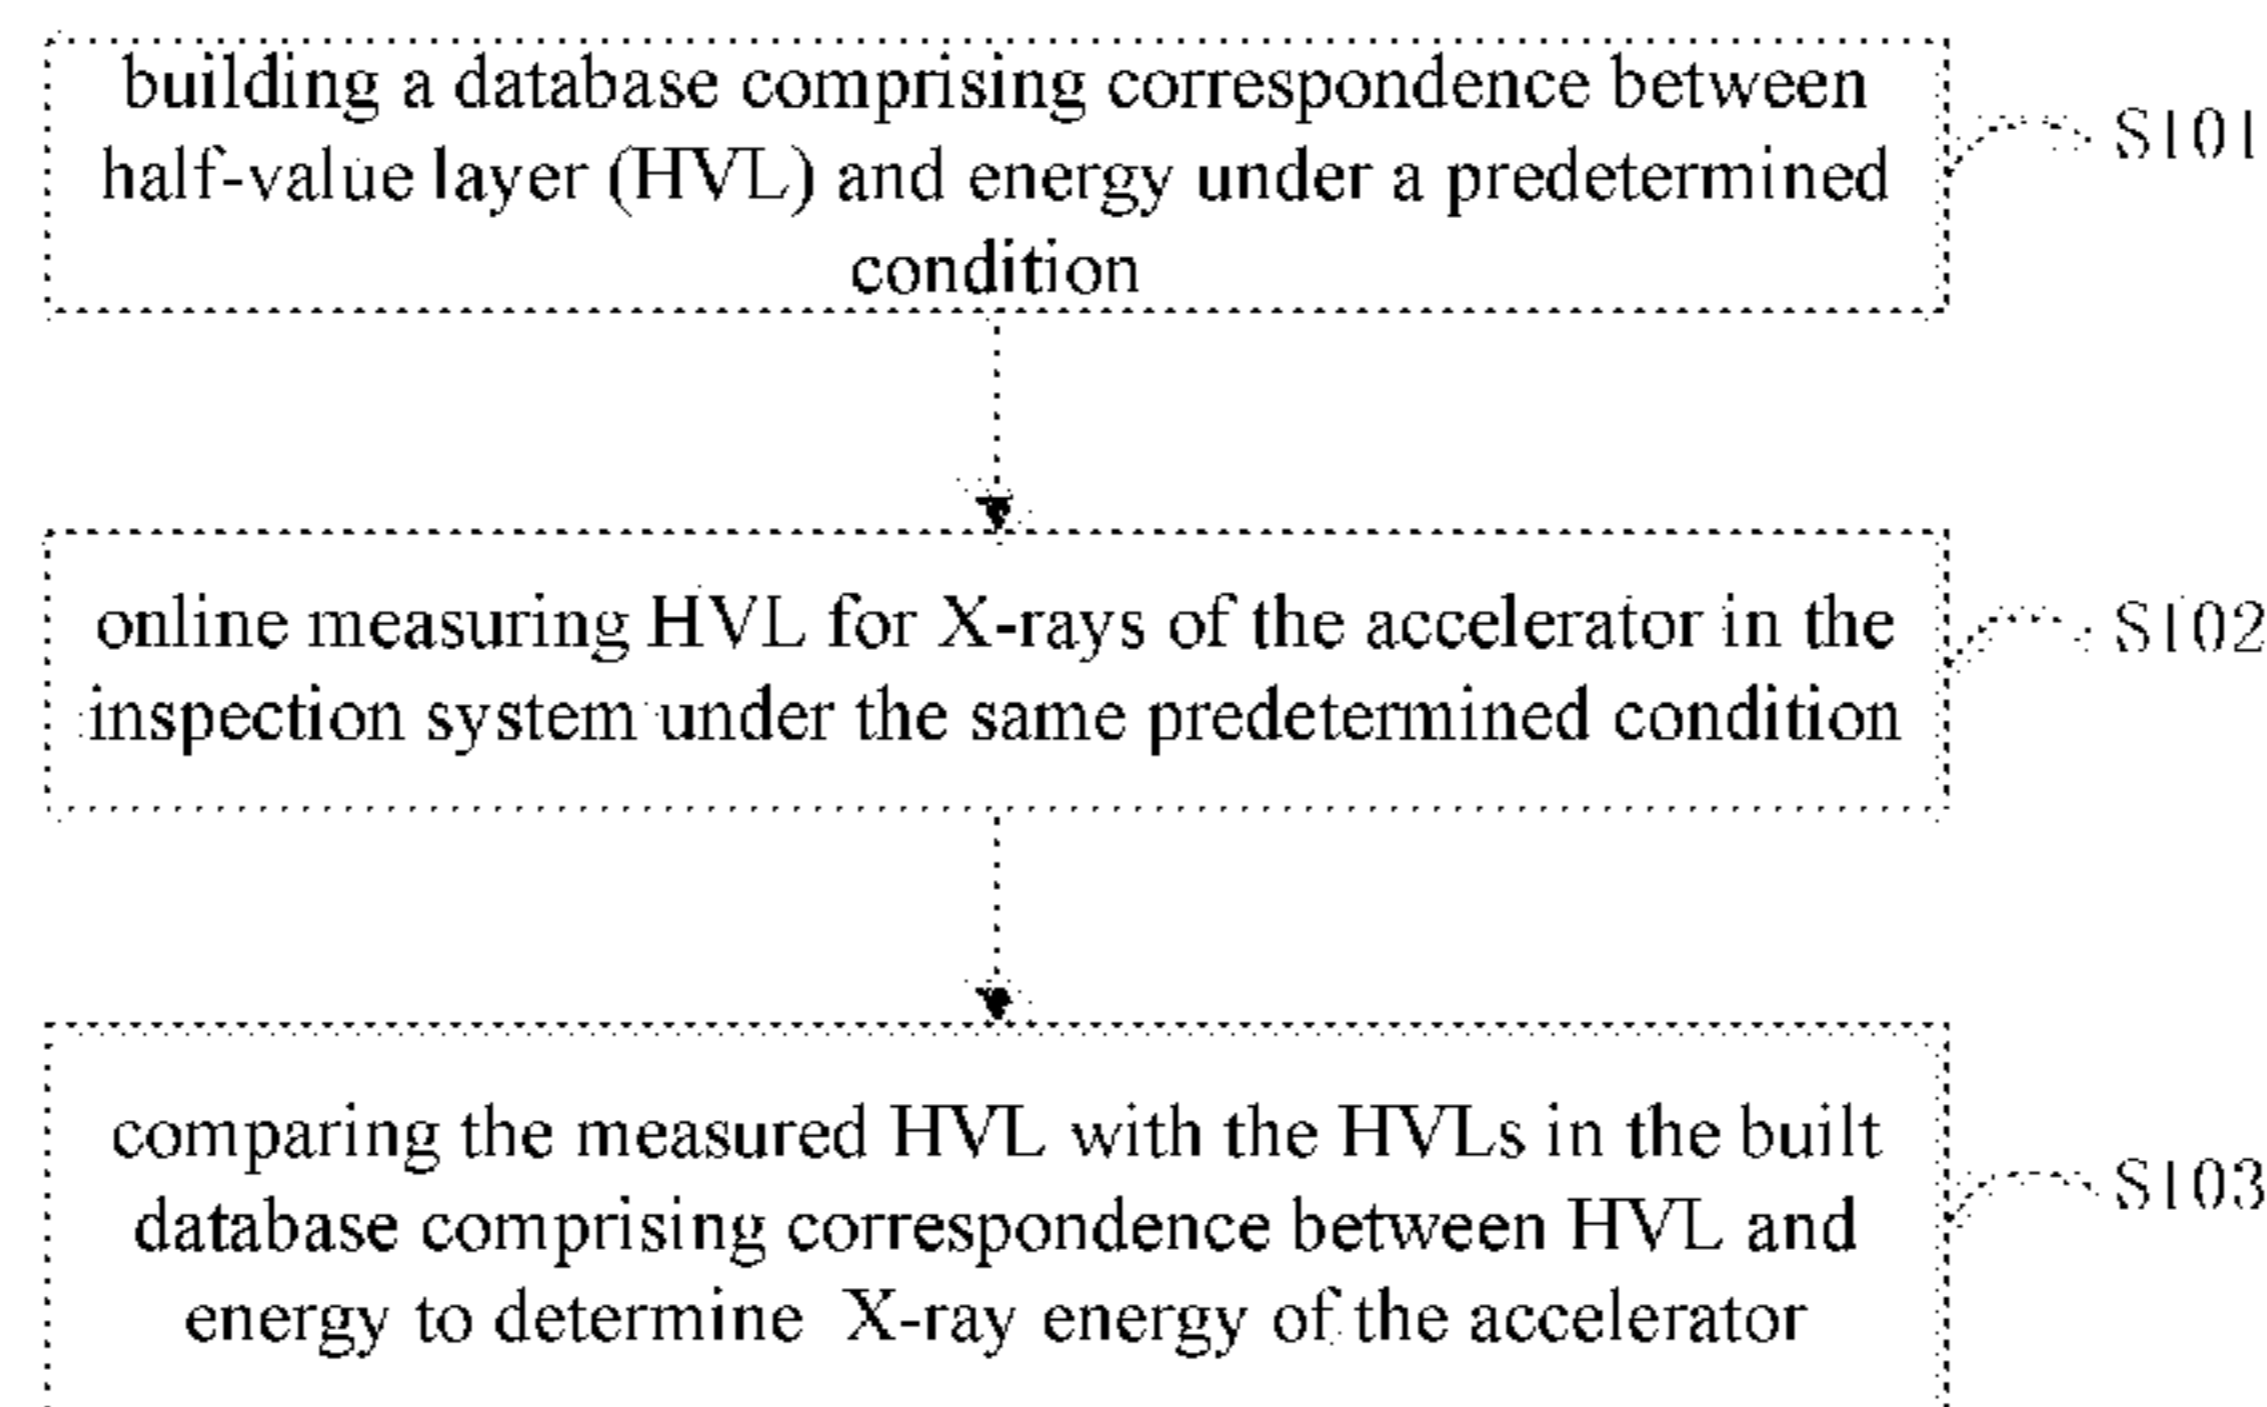 building a database comprising correspondence between
half-value layer (HVL) and energy under a predetermined
condition
S101
online measuring HVL for X-rays of the accelerator in the
inspection system under the same predetermined condition
S102
comparing the measured HVL with the HVLs in the built
database comprising correspondence between HVL and
energy to determine X-ray energy of the accelerator
S103